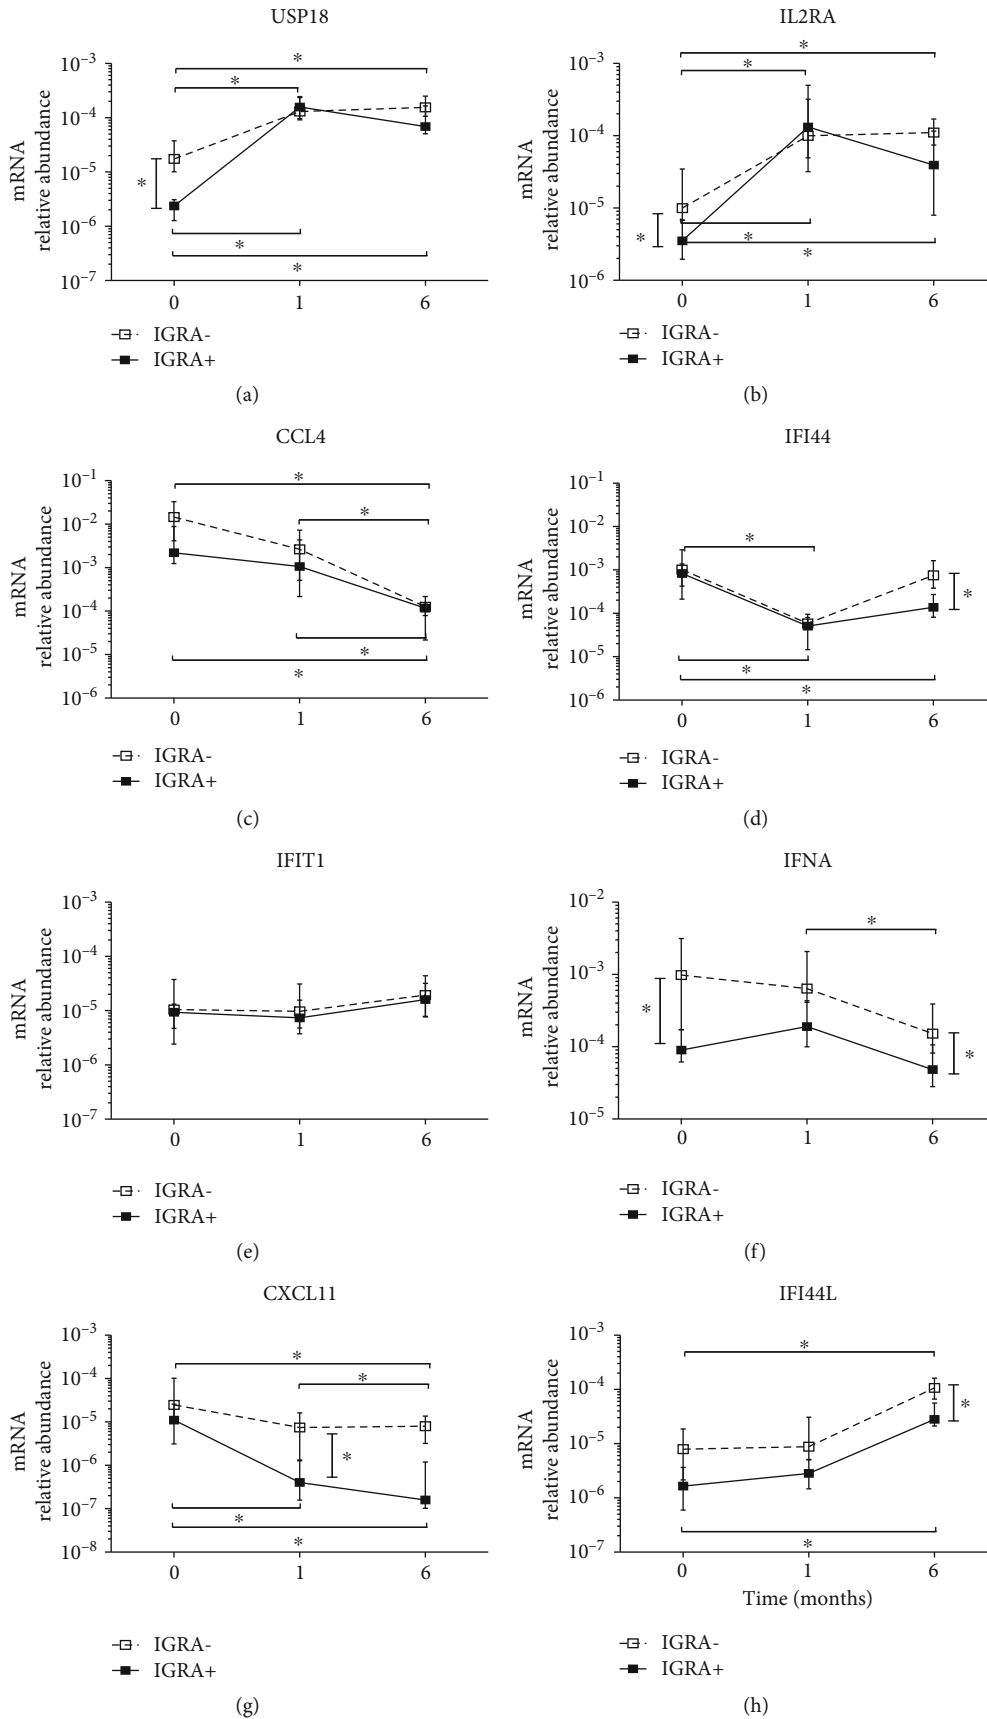 USP18
mRNA
relative abundance
10⁻³
10⁻⁴
10⁻⁵
10⁻⁶
10⁻⁷
*
*
*
*
*
0 1 6
IGRA-
IGRA+
(a)
IL2RA
mRNA
relative abundance
10⁻³
10⁻⁴
10⁻⁵
10⁻⁶
*
*
*
*
*
0 1 6
IGRA-
IGRA+
(b)
CCL4
mRNA
relative abundance
10⁻¹
10⁻²
10⁻³
10⁻⁴
10⁻⁵
10⁻⁶
*
*
*
*
0 1 6
IGRA-
IGRA+
(c)
IFI44
mRNA
relative abundance
10⁻¹
10⁻²
10⁻³
10⁻⁴
10⁻⁵
10⁻⁶
*
*
*
*
0 1 6
IGRA-
IGRA+
(d)
IFIT1
mRNA
relative abundance
10⁻³
10⁻⁴
10⁻⁵
10⁻⁶
10⁻⁷
0 1 6
IGRA-
IGRA+
(e)
IFNA
mRNA
relative abundance
10⁻²
10⁻³
10⁻⁴
10⁻⁵
*
*
*
0 1 6
IGRA-
IGRA+
(f)
CXCL11
mRNA
relative abundance
10⁻³
10⁻⁴
10⁻⁵
10⁻⁶
10⁻⁷
10⁻⁸
*
*
*
*
*
0 1 6
IGRA-
IGRA+
(g)
IFI44L
mRNA
relative abundance
10⁻³
10⁻⁴
10⁻⁵
10⁻⁶
10⁻⁷
*
*
*
0 1 6
Time (months)
IGRA-
IGRA+
(h)